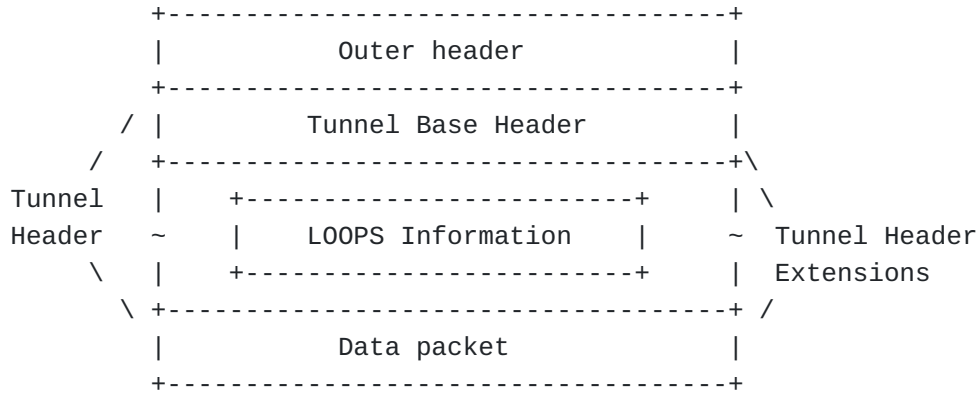 +-------------------------------------+
     |           Outer header              |
     +-------------------------------------+
   / |         Tunnel Base Header          |
  /  +-------------------------------------+\
Tunnel   |    +-------------------------+     | \
Header   ~    |    LOOPS Information    |     ~  Tunnel Header
  \  |    +-------------------------+     |  Extensions
   \ +-------------------------------------+ /
     |           Data packet               |
     +-------------------------------------+